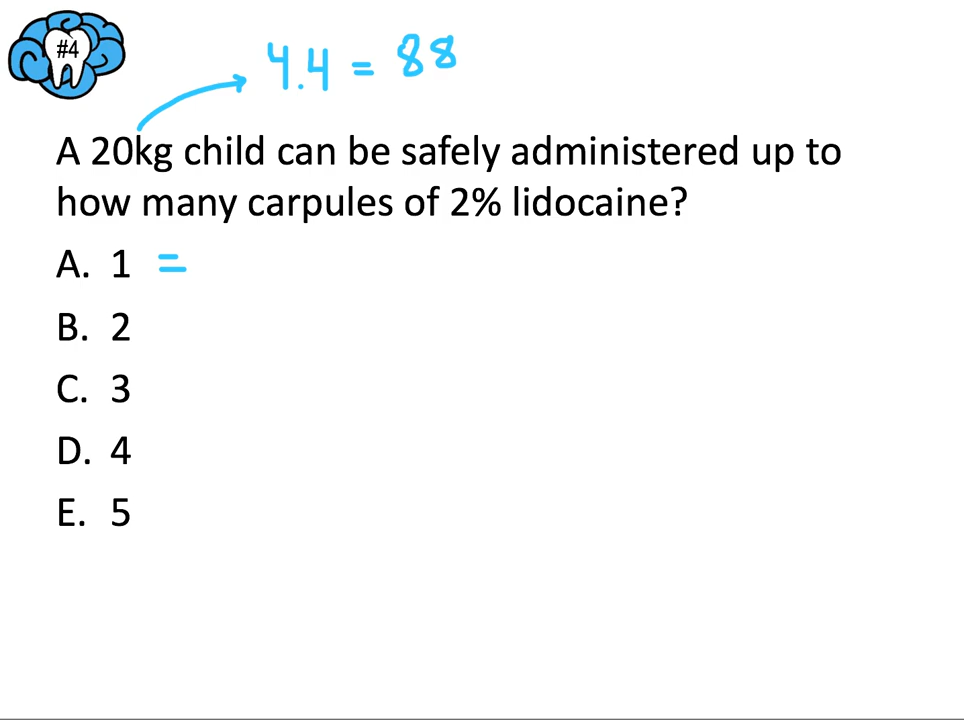 #4
4.4 = 88
A 20kg child can be safely administered up to
how many carpules of 2% lidocaine?
A. 1 =
B. 2
C. 3
D. 4
E. 5